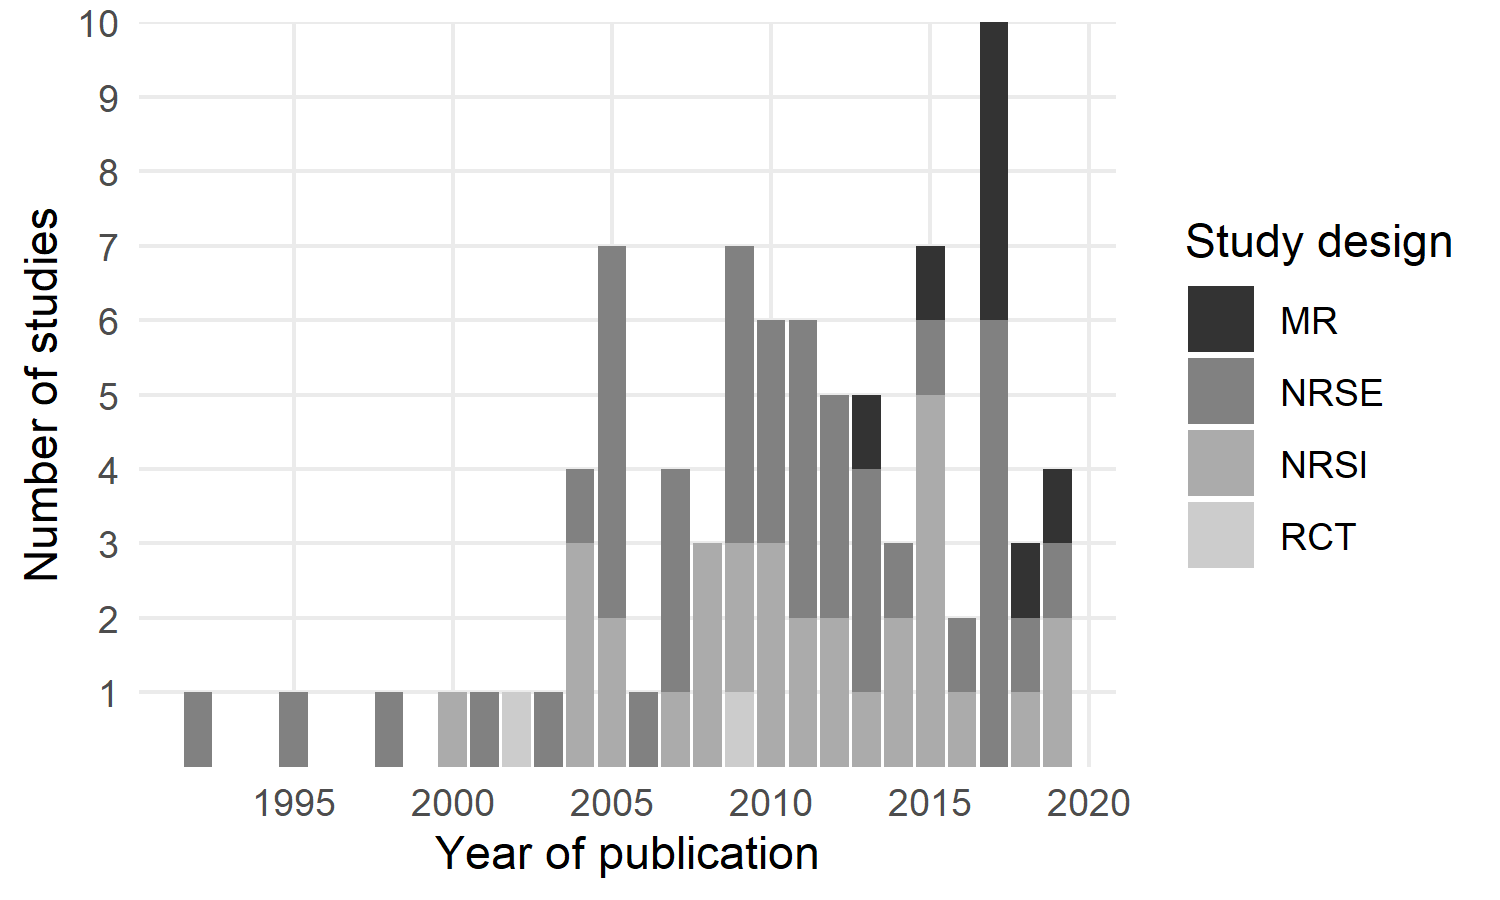 Number of studies
10
9
8
7
6
5
4
3
2
1
1995 2000 2005 2010 2015 2020
Year of publication
Study design
MR
NRSE
NRSI
RCT